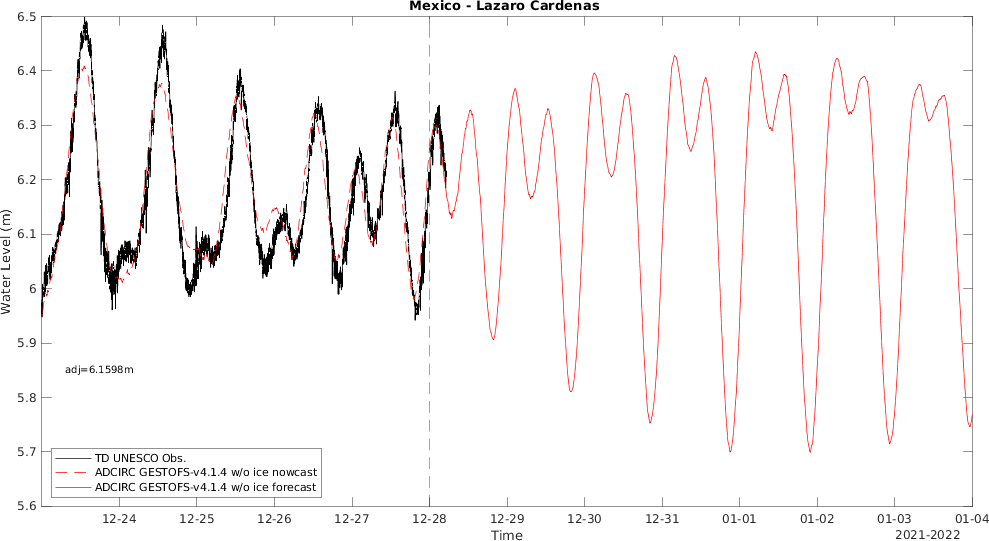 Mexico - Lazaro Cardenas
Water Level (m)
6.5
6.4
6.3
6.2
6.1
6
5.9
5.8
5.7
5.6
adj=6.1598m
TD UNESCO Obs.
ADCIRC GESTOFS-v4.1.4 w/o ice nowcast
ADCIRC GESTOFS-v4.1.4 w/o ice forecast
12-24 12-25 12-26 12-27 12-28 12-29 12-30 12-31 01-01 01-02 01-03 01-04
Time
2021-2022